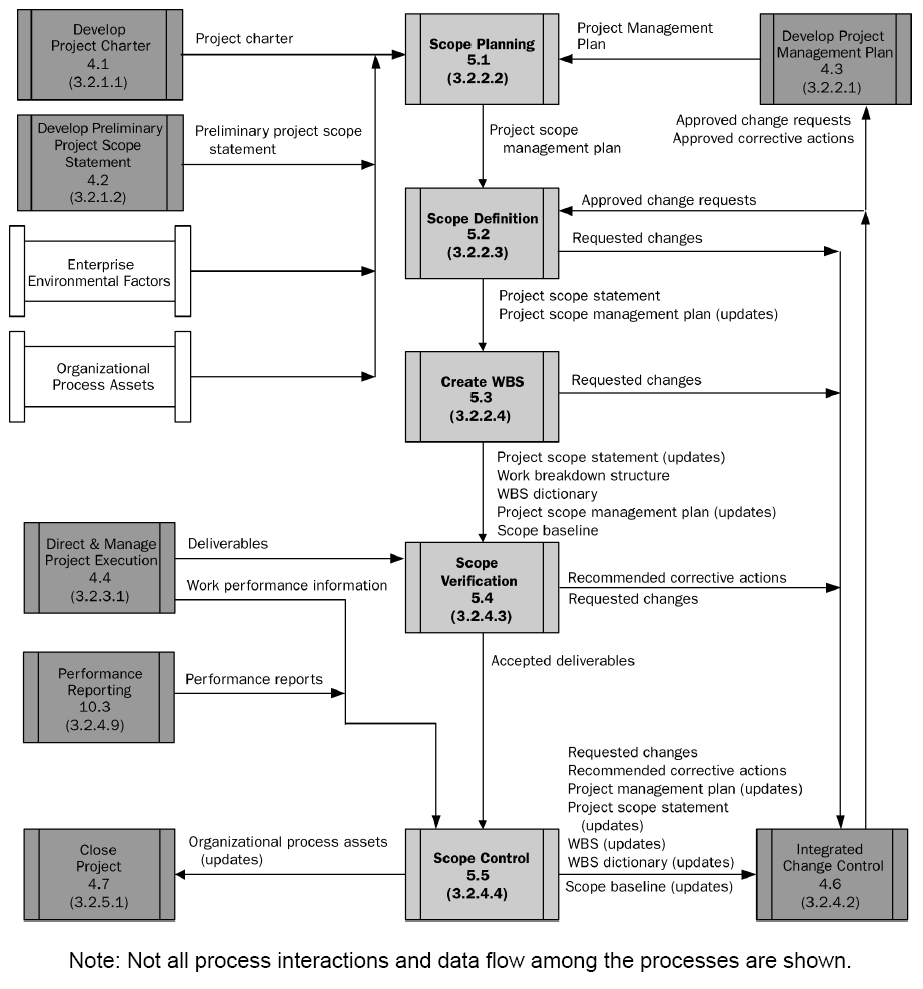 Develop
Project Charter
4.1
(3.2.1.1)
Project charter
Scope Planning
5.1
(3.2.2.2)
Project Management
Plan
Develop Project
Management Plan
4.3
(3.2.2.1)
Develop Preliminary
Project Scope
Statement
4.2
(3.2.1.2)
Preliminary project scope
statement
Project scope
management plan
Approved change requests
Approved corrective actions
Scope Definition
5.2
(3.2.2.3)
Approved change requests
Requested changes
Enterprise
Environmental Factors
Project scope statement
Project scope management plan (updates)
Organizational
Process Assets
Create WBS
5.3
(3.2.2.4)
Requested changes
Project scope statement (updates)
Work breakdown structure
WBS dictionary
Project scope management plan (updates)
Scope baseline
Direct & Manage
Project Execution
4.4
(3.2.3.1)
Deliverables
Work performance information
Scope
Verification
5.4
(3.2.4.3)
Recommended corrective actions
Requested changes
Accepted deliverables
Performance
Reporting
10.3
(3.2.4.9)
Performance reports
Requested changes
Recommended corrective actions
Project management plan (updates)
Project scope statement
(updates)
WBS (updates)
WBS dictionary (updates)
Scope baseline (updates)
Close
Project
4.7
(3.2.5.1)
Organizational process assets
(updates)
Scope Control
5.5
(3.2.4.4)
Integrated
Change Control
4.6
(3.2.4.2)
Note: Not all process interactions and data flow among the processes are shown.